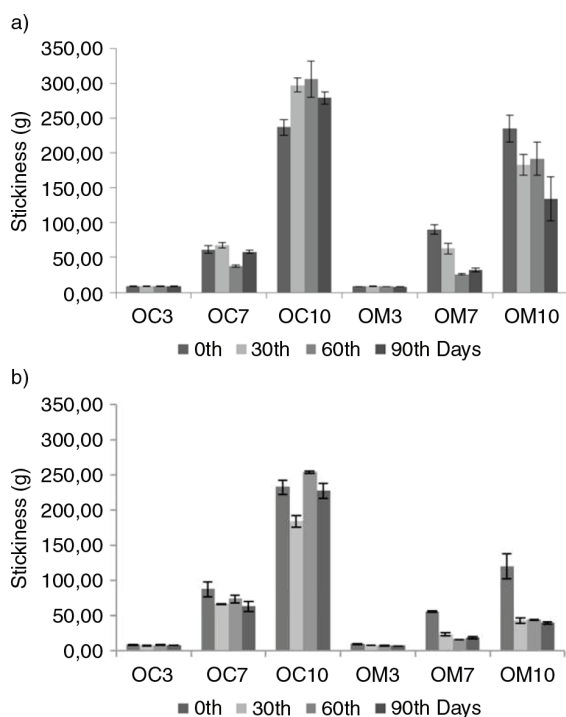 a)
Stickiness (g)
350,00
300,00
250,00
200,00
150,00
100,00
50,00
0,00
OC3 OC7 OC10 OM3 OM7 OM10
0th 30th 60th 90th Days
b)
Stickiness (g)
350,00
300,00
250,00
200,00
150,00
100,00
50,00
0,00
OC3 OC7 OC10 OM3 OM7 OM10
0th 30th 60th 90th Days